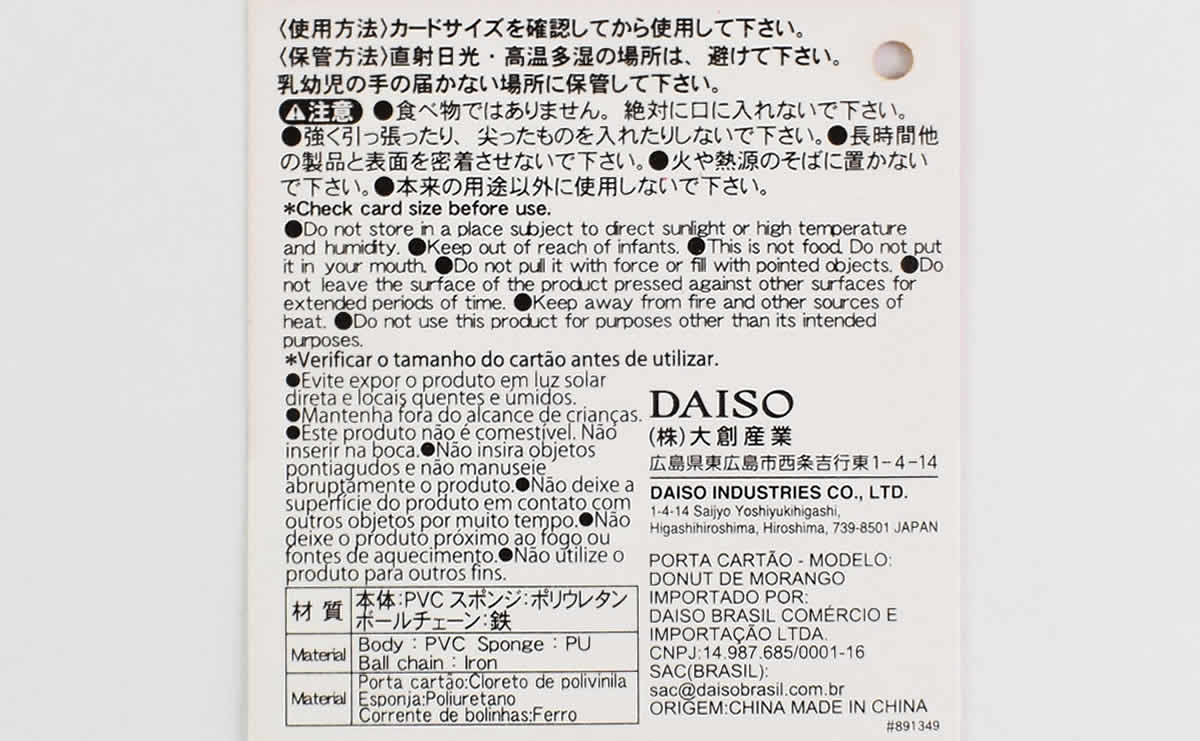 〈使用方法〉カードサイズを確認してから使用して下さい。
〈保管方法〉直射日光・高温多湿の場所は、避けて下さい。
乳幼児の手の届かない場所に保管して下さい。
⚠注意 ●食べ物ではありません。絶対に口に入れないで下さい。
●強く引っ張ったり、尖ったものを入れたりしないで下さい。●長時間他
の製品と表面を密着させないで下さい。●火や熱源のそばに置かない
で下さい。●本来の用途以外に使用しないで下さい。
*Check card size before use.
●Do not store in a place subject to direct sunlight or high temperature
and humidity. ●Keep out of reach of infants. ●This is not food. Do not put
it in your mouth. ●Do not pull it with force or fill with pointed objects. ●Do
not leave the surface of the product pressed against other surfaces for
extended periods of time. ●Keep away from fire and other sources of
heat. ●Do not use this product for purposes other than its intended
purposes.
*Verificar o tamanho do cartão antes de utilizar.
●Evite expor o produto em luz solar
direta e locais quentes e úmidos.
●Mantenha fora do alcance de crianças.
●Este produto não é comestível. Não
inserir na boca.●Não insira objetos
pontiagudos e não manuseie
abruptamente o produto.●Não deixe a
superfície do produto em contato com
outros objetos por muito tempo.●Não
deixe o produto próximo ao fogo ou
fontes de aquecimento.●Não utilize o
produto para outros fins.
材質 本体:PVC スポンジ:ポリウレタン
ボールチェーン:鉄
Material Body : PVC Sponge : PU
Ball chain : Iron
Material Porta cartão:Cloreto de polivinila
Esponja:Poliuretano
Corrente de bolinhas:Ferro
DAISO
(株)大創産業
広島県東広島市西条吉行東1-4-14
DAISO INDUSTRIES CO., LTD.
1-4-14 Saijyo Yoshiyukihigashi,
Higashihiroshima, Hiroshima, 739-8501 JAPAN
PORTA CARTÃO - MODELO:
DONUT DE MORANGO
IMPORTADO POR:
DAISO BRASIL COMÉRCIO E
IMPORTAÇÃO LTDA.
CNPJ:14.987.685/0001-16
SAC(BRASIL):
sac@daisobrasil.com.br
ORIGEM:CHINA MADE IN CHINA
#891349